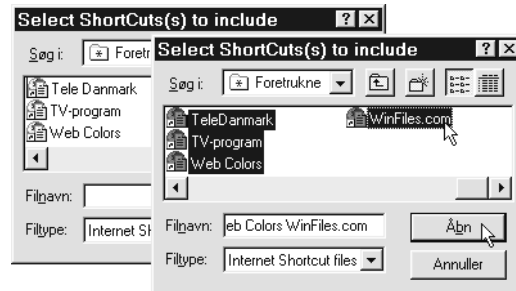 Select ShortCuts(s) to include
Søg i:
Foretr
Tele Danmark
TV-program
Web Colors
Filnavn:
Filtype:
Internet Sh
Select ShortCuts(s) to include
Søg i:
Foretrukne
TeleDanmark
WinFiles.com
TV-program
Web Colors
Filnavn:
eb Colors WinFiles.com
Åbn
Filtype:
Internet Shortcut files
Annuller